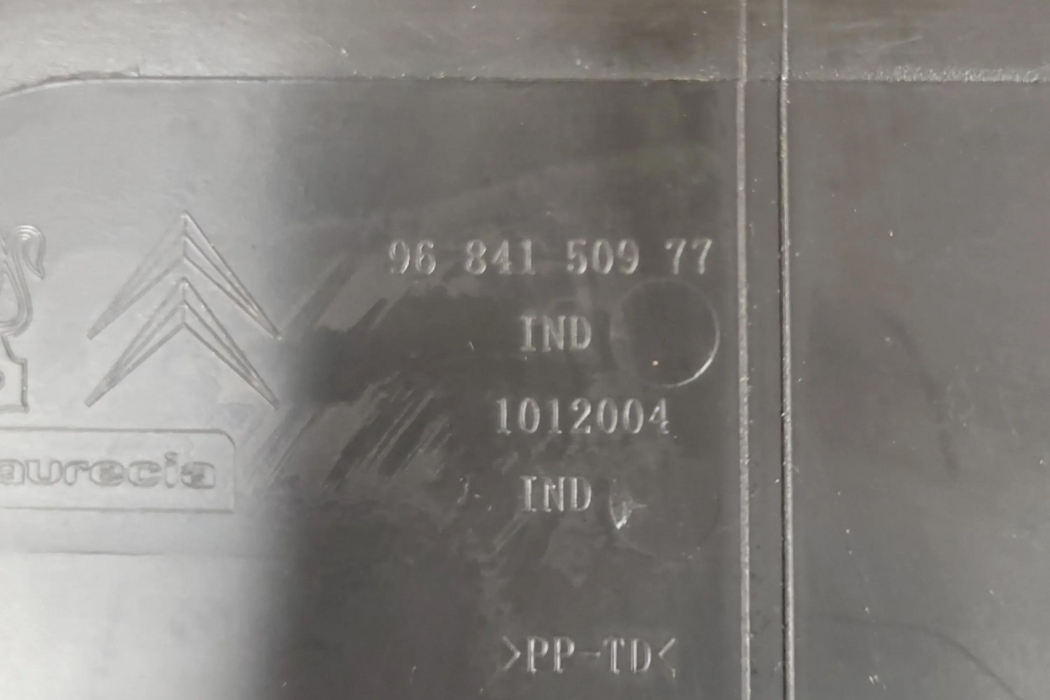 96 841 509 77
IND
1012004
aurecia
IND
>PP-TD<